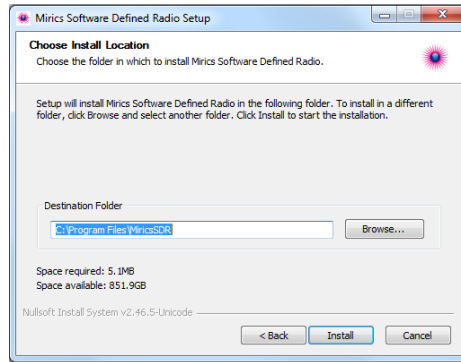 Mirics Software Defined Radio Setup
Choose Install Location
Choose the folder in which to install Mirics Software Defined Radio.
Setup will install Mirics Software Defined Radio in the following folder. To install in a different
folder, click Browse and select another folder. Click Install to start the installation.
Destination Folder
C:\Program Files\MiricsSDR
Browse...
Space required: 5.1MB
Space available: 851.9GB
Nullsoft Install System v2.46.5-Unicode
< Back Install Cancel